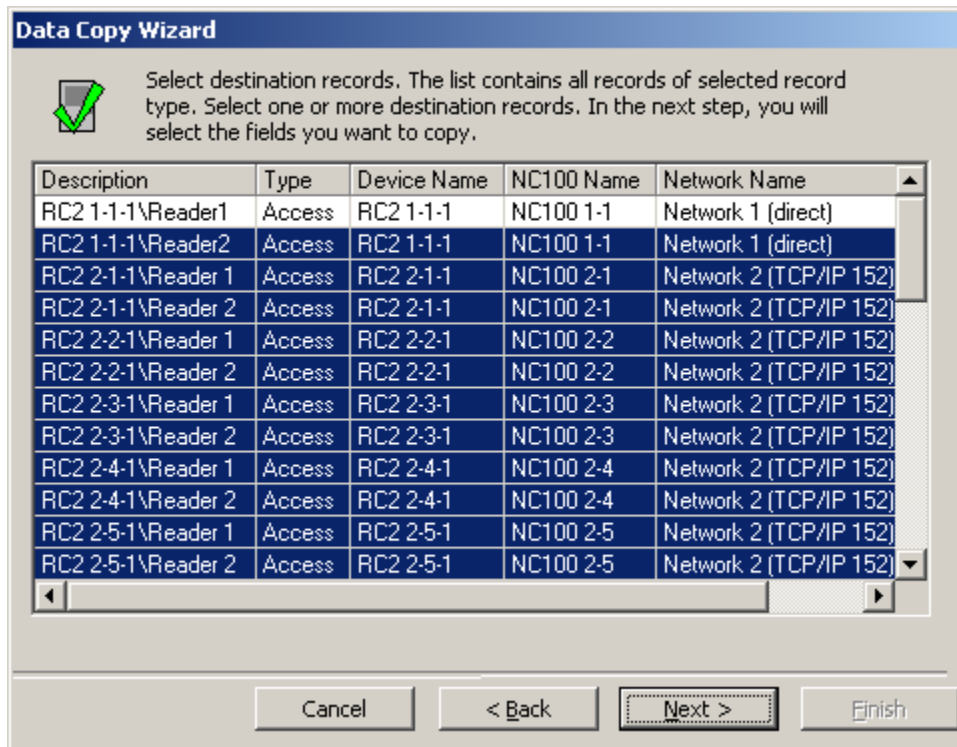 Data Copy Wizard
Select destination records. The list contains all records of selected record
type. Select one or more destination records. In the next step, you will
select the fields you want to copy.
Description Type Device Name NC100 Name Network Name
RC2 1-1-1\Reader1 Access RC2 1-1-1 NC100 1-1 Network 1 (direct)
RC2 1-1-1\Reader2 Access RC2 1-1-1 NC100 1-1 Network 1 (direct)
RC2 2-1-1\Reader 1 Access RC2 2-1-1 NC100 2-1 Network 2 (TCP/IP 152)
RC2 2-1-1\Reader 2 Access RC2 2-1-1 NC100 2-1 Network 2 (TCP/IP 152)
RC2 2-2-1\Reader 1 Access RC2 2-2-1 NC100 2-2 Network 2 (TCP/IP 152)
RC2 2-2-1\Reader 2 Access RC2 2-2-1 NC100 2-2 Network 2 (TCP/IP 152)
RC2 2-3-1\Reader 1 Access RC2 2-3-1 NC100 2-3 Network 2 (TCP/IP 152)
RC2 2-3-1\Reader 2 Access RC2 2-3-1 NC100 2-3 Network 2 (TCP/IP 152)
RC2 2-4-1\Reader 1 Access RC2 2-4-1 NC100 2-4 Network 2 (TCP/IP 152)
RC2 2-4-1\Reader 2 Access RC2 2-4-1 NC100 2-4 Network 2 (TCP/IP 152)
RC2 2-5-1\Reader 1 Access RC2 2-5-1 NC100 2-5 Network 2 (TCP/IP 152)
RC2 2-5-1\Reader 2 Access RC2 2-5-1 NC100 2-5 Network 2 (TCP/IP 152)
Cancel < Back Next > Finish